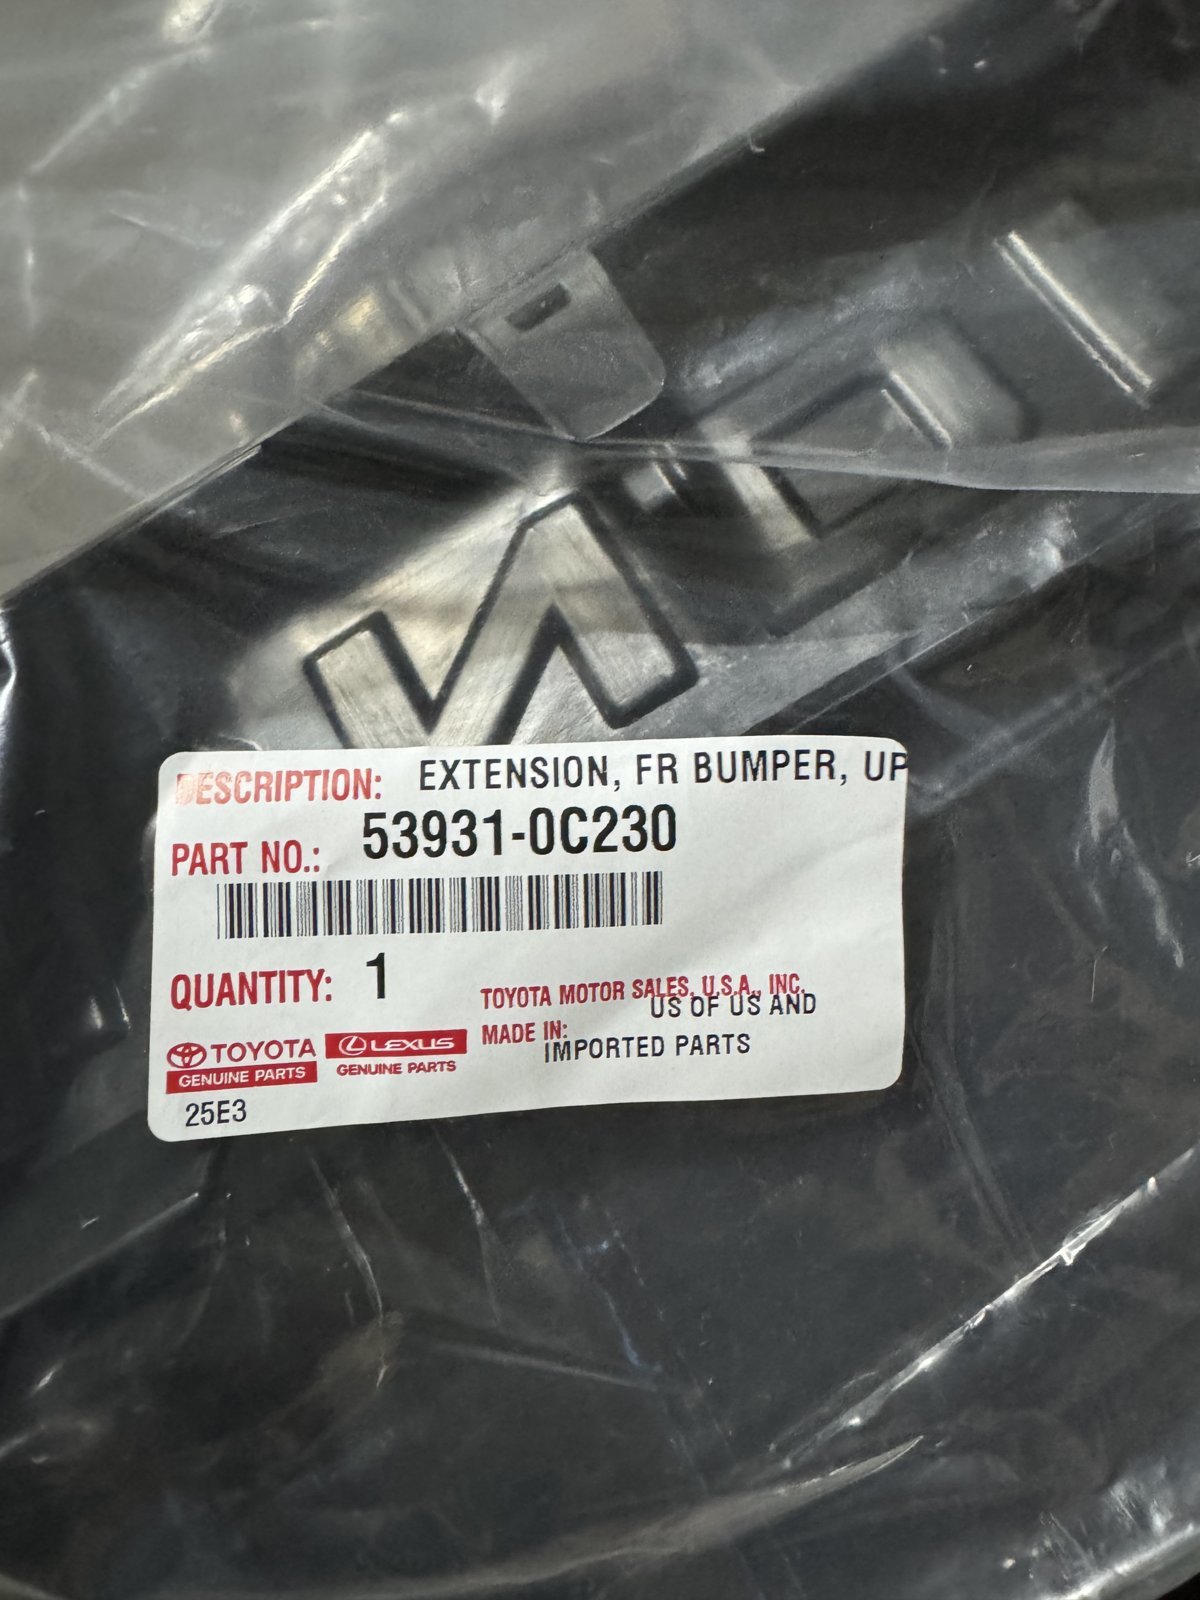 DESCRIPTION: EXTENSION, FR BUMPER, UP
PART NO.: 53931-0C230
QUANTITY: 1
TOYOTA MOTOR SALES, U.S.A., INC.
MADE IN: US OF US AND
IMPORTED PARTS
TOYOTA
GENUINE PARTS
LEXUS
GENUINE PARTS
25E3